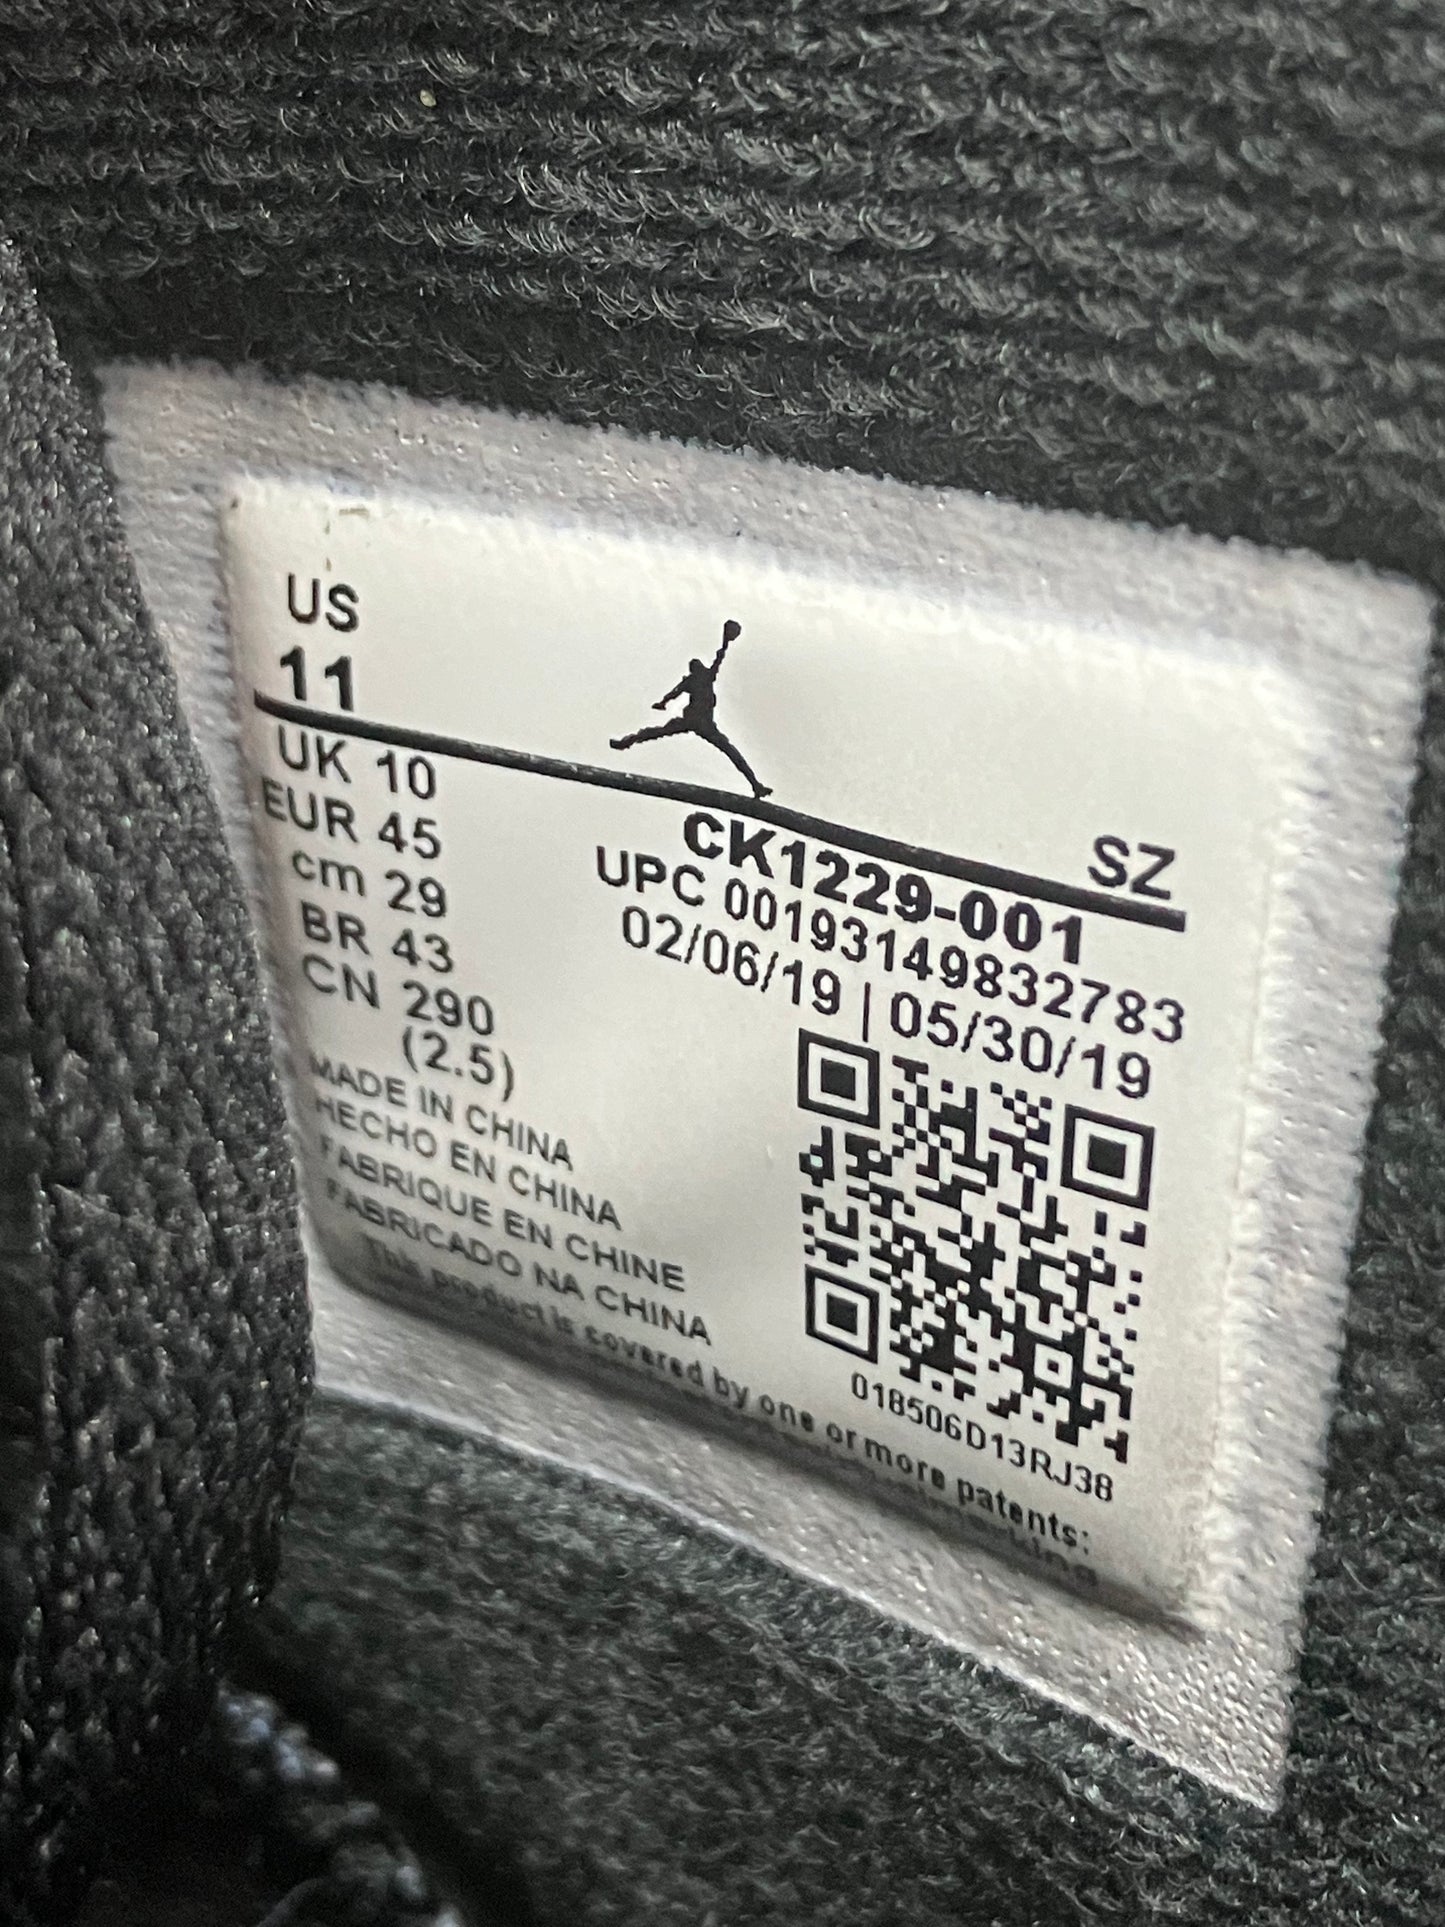 US
11
SZ
UK 10
EUR 45
cm 29
BR 43
CN 290
(2.5)
CK1229-001
UPC 00193149832783
02/06/19 | 05/30/19
MADE IN CHINA
HECHO EN CHINA
FABRIQUE EN CHINE
FABRICADO NA CHINA
018506D13RJ38
This product is covered by one or more patents: